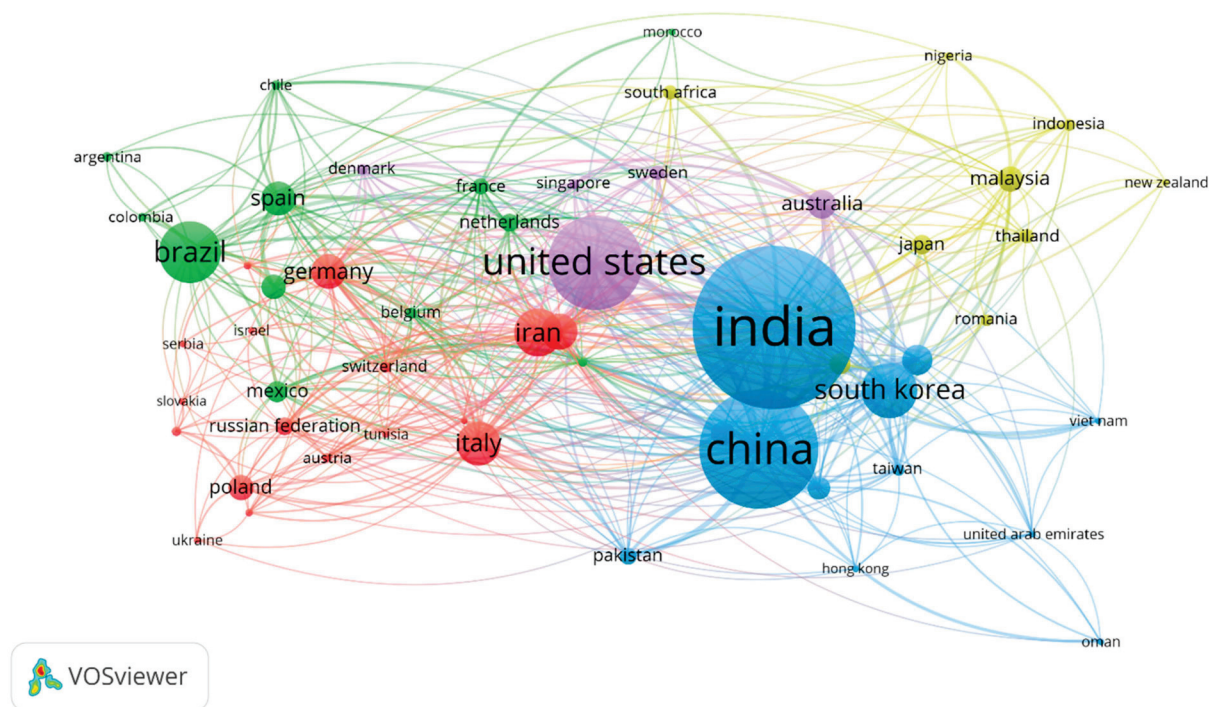 morocco
nigeria
chile
south africa
indonesia
argentina
denmark
france
singapore
sweden
malaysia
new zealand
spain
colombia
netherlands
australia
brazil
united states
japan
thailand
germany
belgium
iran
india
romania
israel
serbia
switzerland
mexico
south korea
slovakia
russian federation
tunisia
italy
china
viet nam
austria
taiwan
poland
ukraine
pakistan
united arab emirates
hong kong
oman
VOSviewer